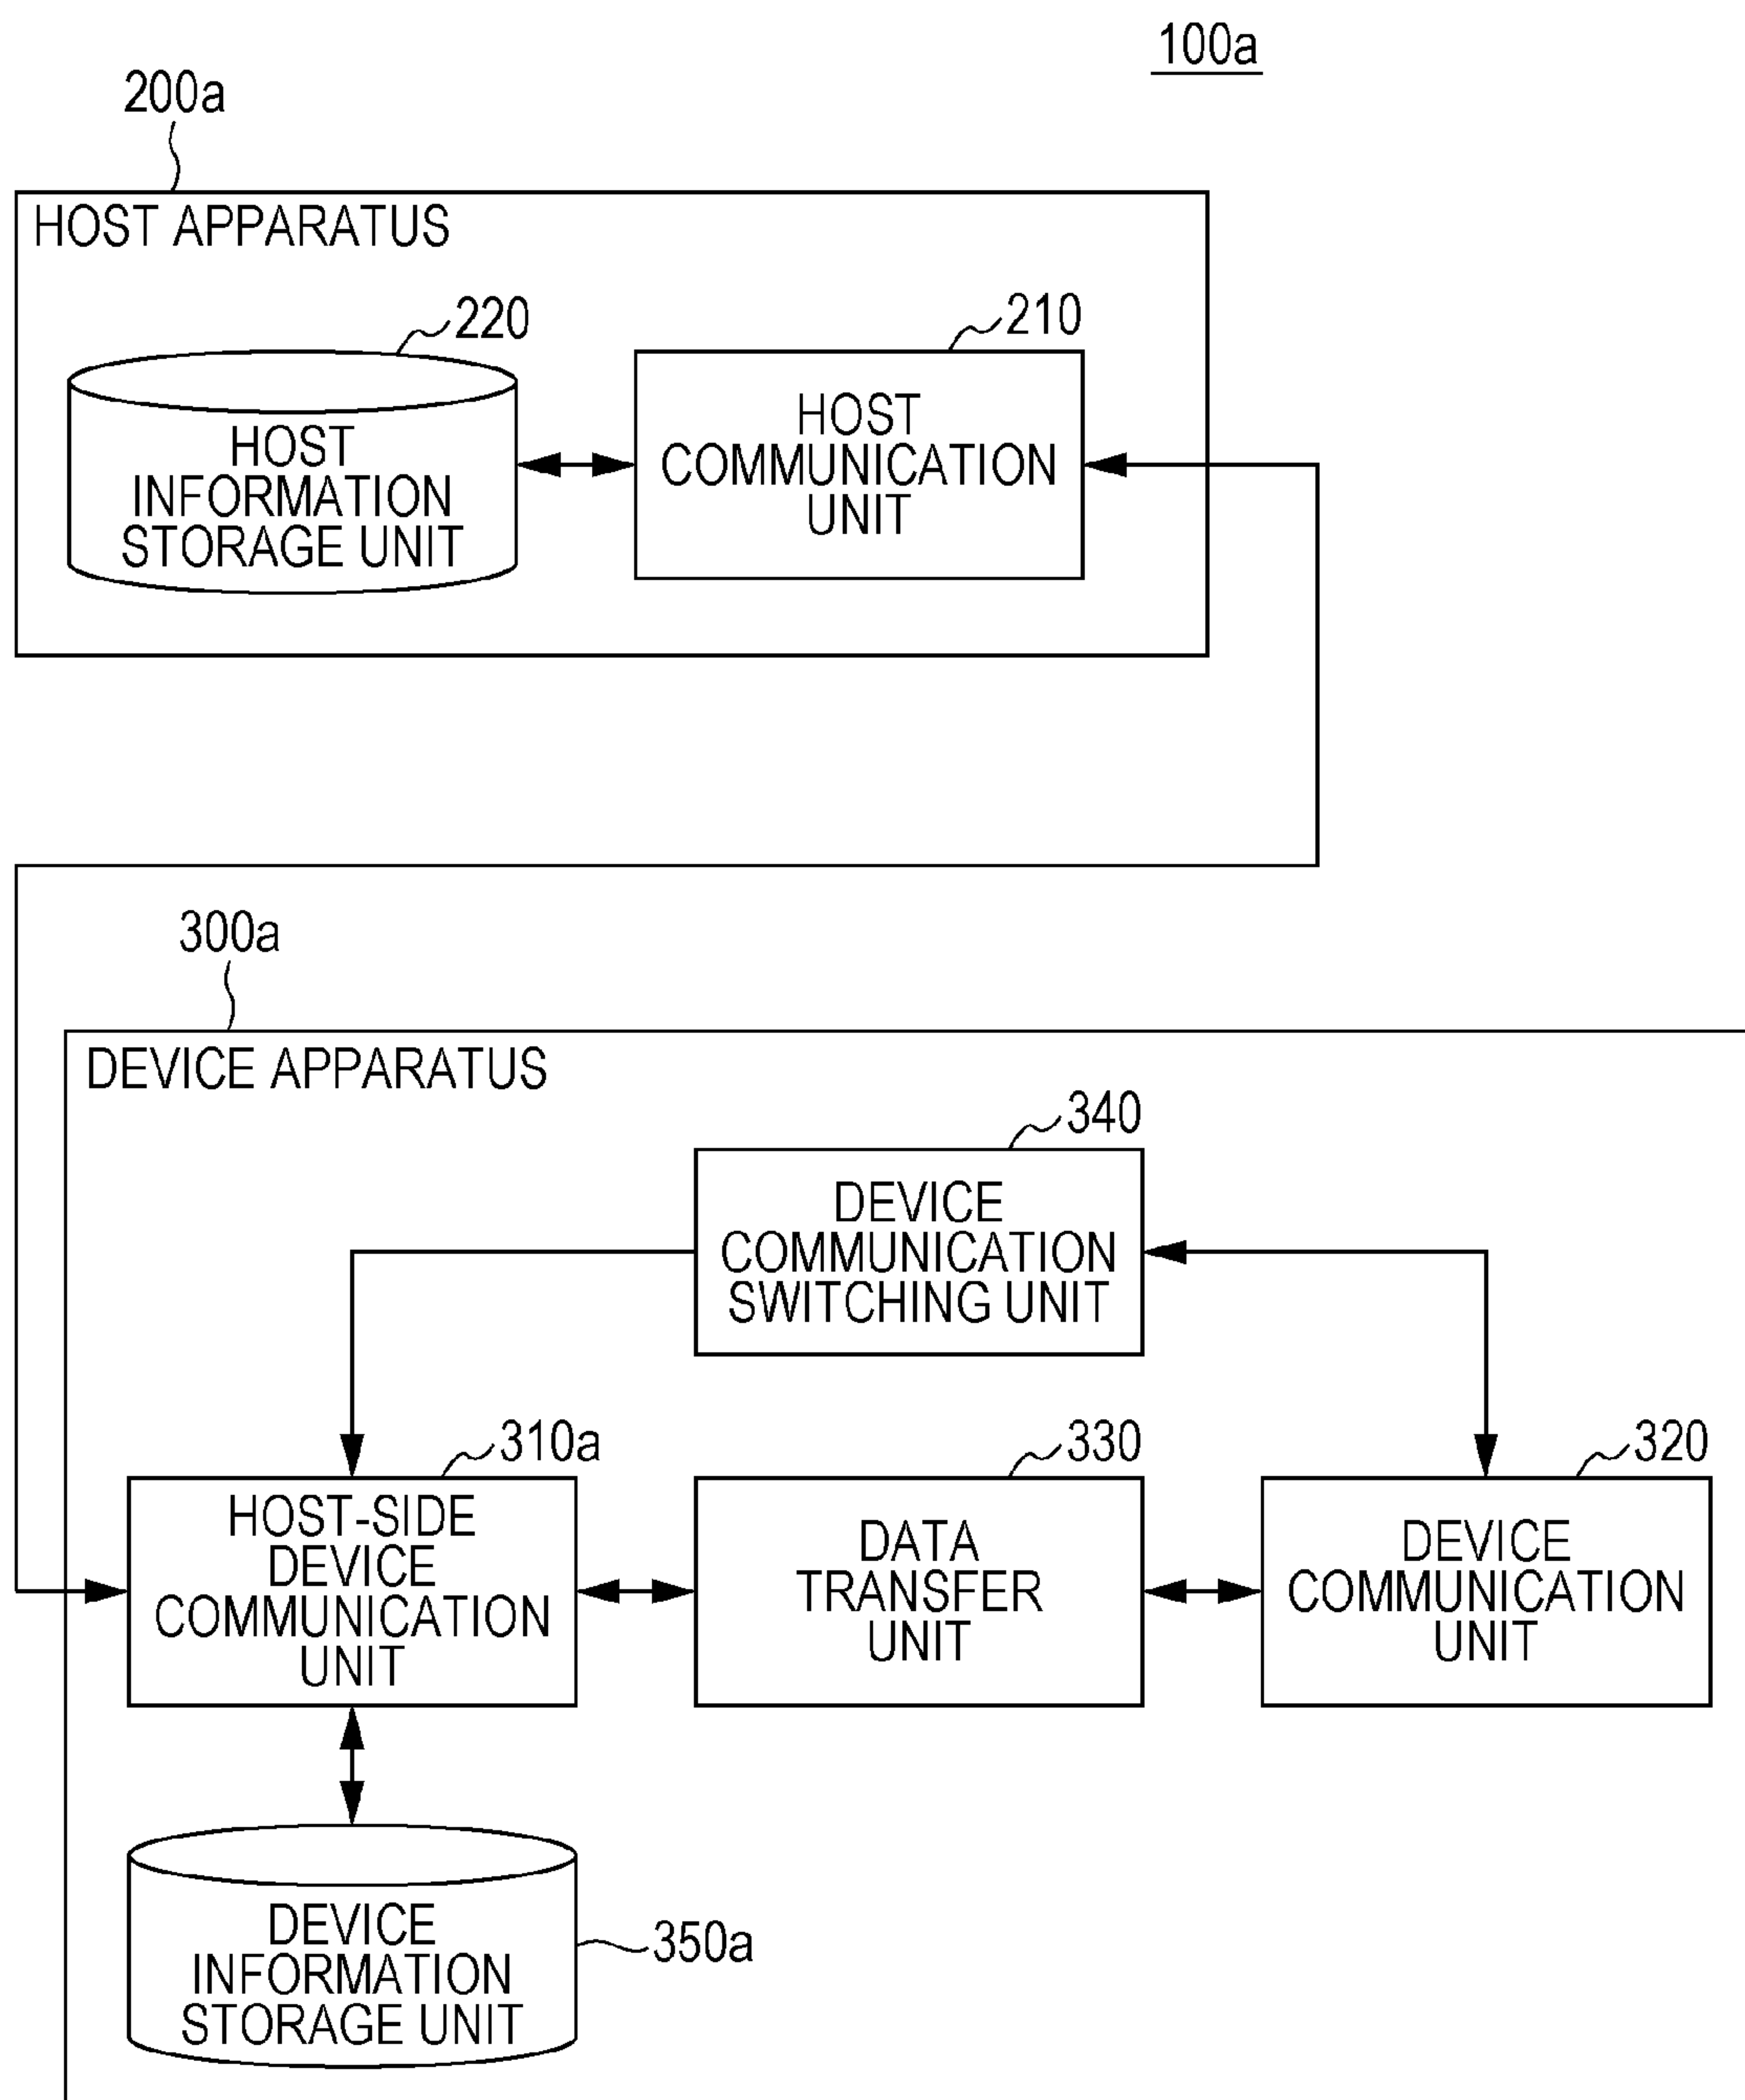 100a
200a
HOST APPARATUS
220
210
HOST
INFORMATION
STORAGE UNIT
HOST
COMMUNICATION
UNIT
300a
DEVICE APPARATUS
340
DEVICE
COMMUNICATION
SWITCHING UNIT
310a
330
320
HOST-SIDE
DEVICE
COMMUNICATION
UNIT
DATA
TRANSFER
UNIT
DEVICE
COMMUNICATION
UNIT
DEVICE
INFORMATION
STORAGE UNIT
350a